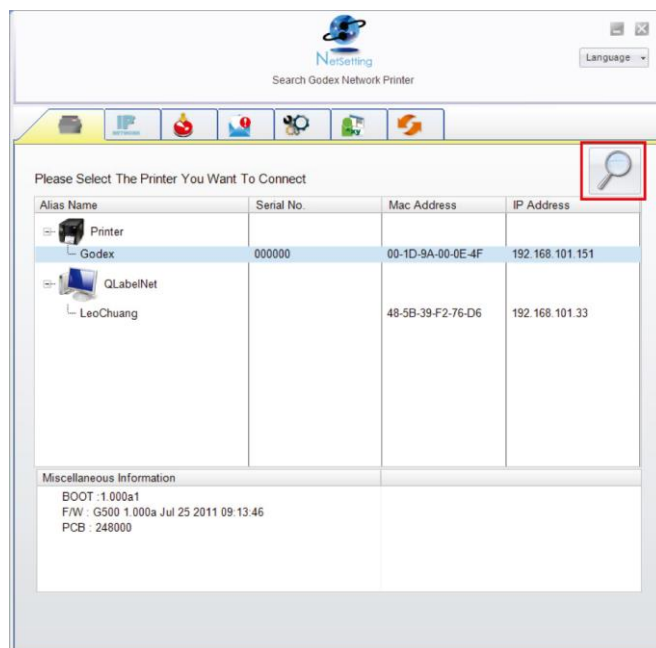 NetSetting
Language
Search Godex Network Printer
IP
NETWORK
Please Select The Printer You Want To Connect
Alias Name Serial No. Mac Address IP Address
Printer
Godex 000000 00-1D-9A-00-0E-4F 192.168.101.151
QLabelNet
LeoChuang 48-5B-39-F2-76-D6 192.168.101.33
Miscellaneous Information
BOOT :1.000a1
F/W : G500 1.000a Jul 25 2011 09:13:46
PCB : 248000